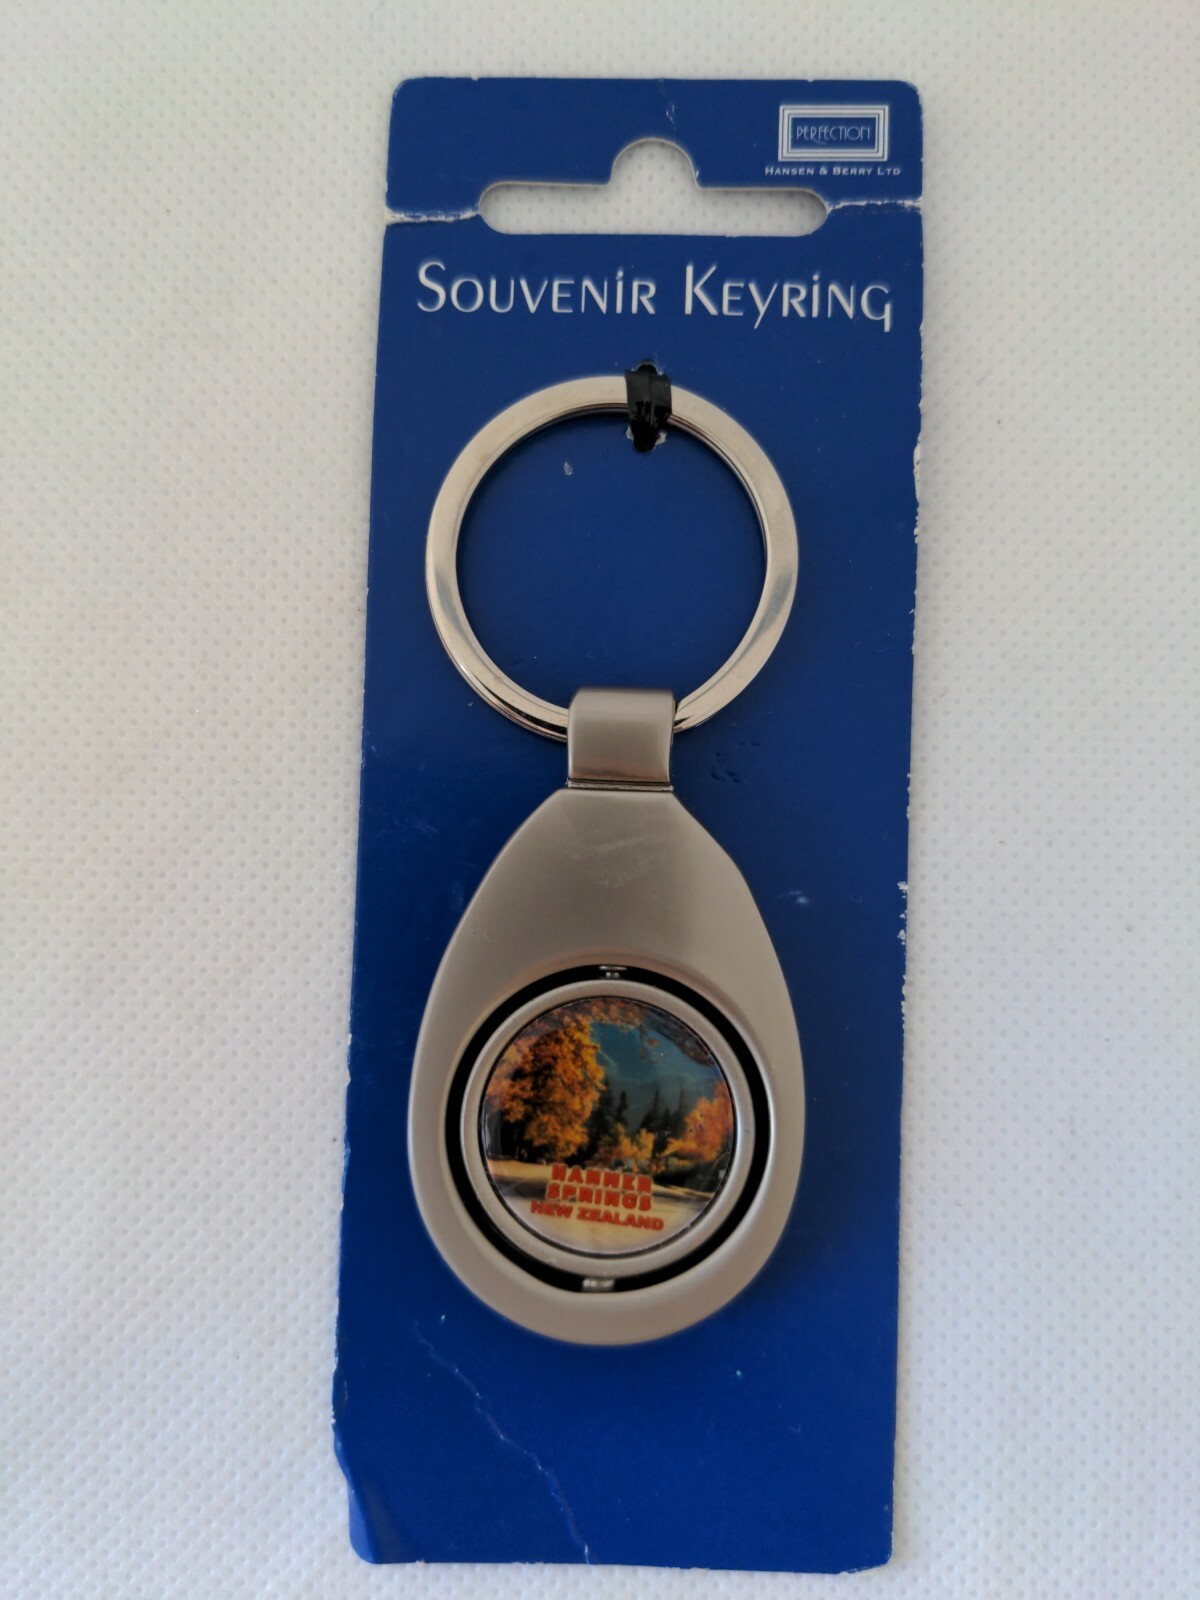 PERFECTION
HANSEN & BERRY LTD
SOUVENIR KEYRING
HANMER
SPRINGS
NEW ZEALAND